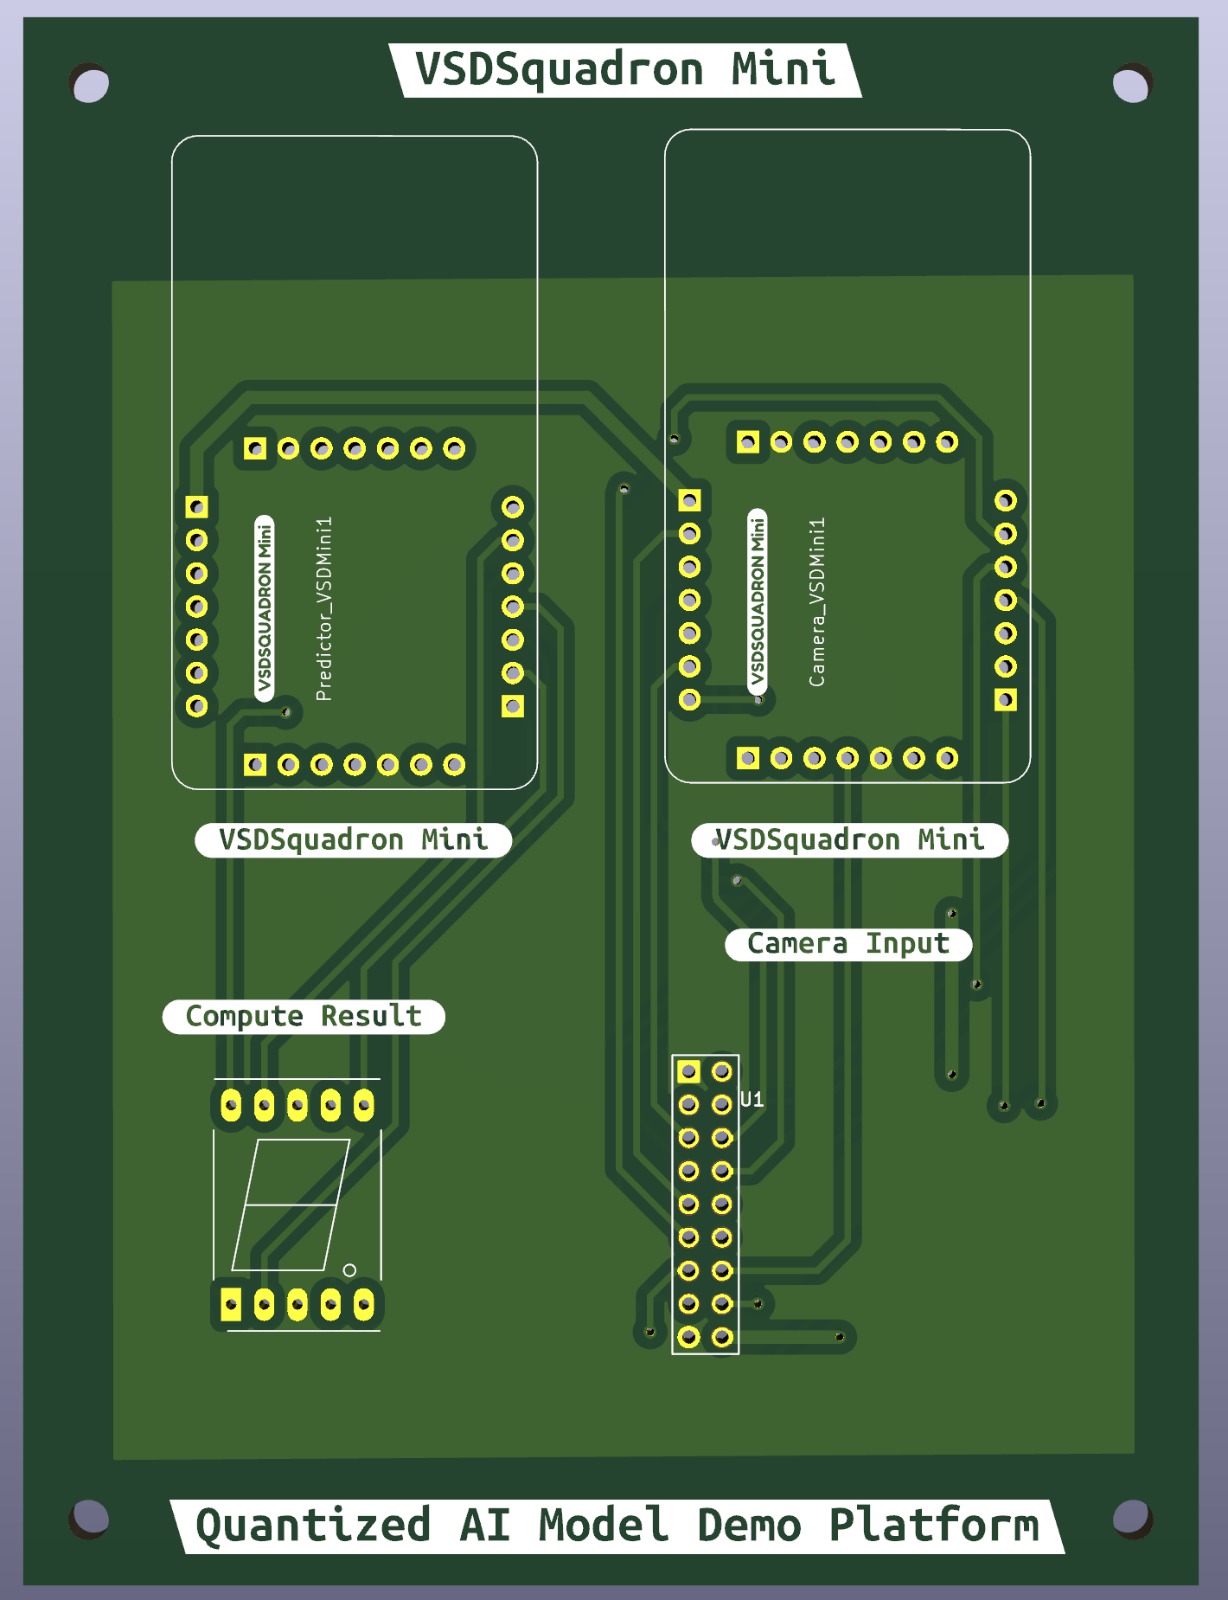 VSDSquadron Mini
VSDSQUADRON Mini
Predictor_VSDMini1
VSDSQUADRON Mini
Camera_VSDMini1
VSDSquadron Mini
VSDSquadron Mini
Camera Input
Compute Result
U1
Quantized AI Model Demo Platform